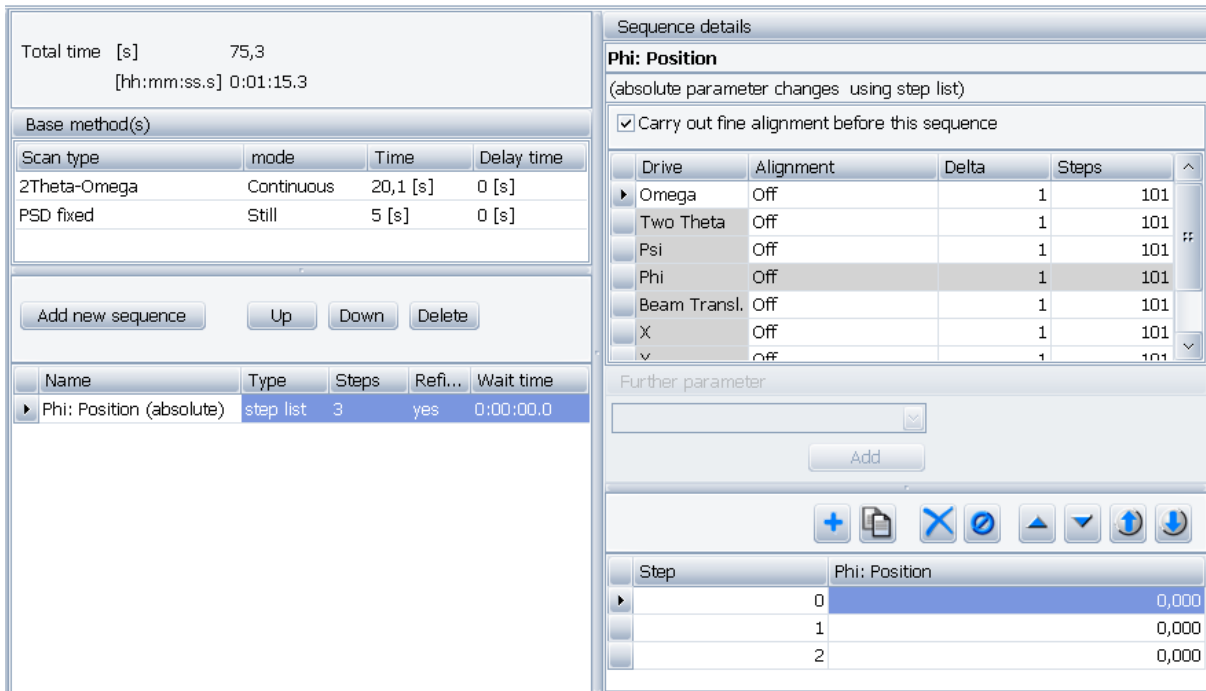 Total time [s] 75,3
[hh:mm:ss.s] 0:01:15.3
Base method(s)
Scan type mode Time Delay time
2Theta-Omega Continuous 20,1 [s] 0 [s]
PSD fixed Still 5 [s] 0 [s]
Add new sequence Up Down Delete
Name Type Steps Refi... Wait time
Phi: Position (absolute) step list 3 yes 0:00:00.0
Sequence details
Phi: Position
(absolute parameter changes using step list)
Carry out fine alignment before this sequence
Drive Alignment Delta Steps
Omega Off 1 101
Two Theta Off 1 101
Psi Off 1 101
Phi Off 1 101
Beam Transl. Off 1 101
X Off 1 101
Y Off 1 101
Further parameter
Add
Step Phi: Position
0 0,000
1 0,000
2 0,000